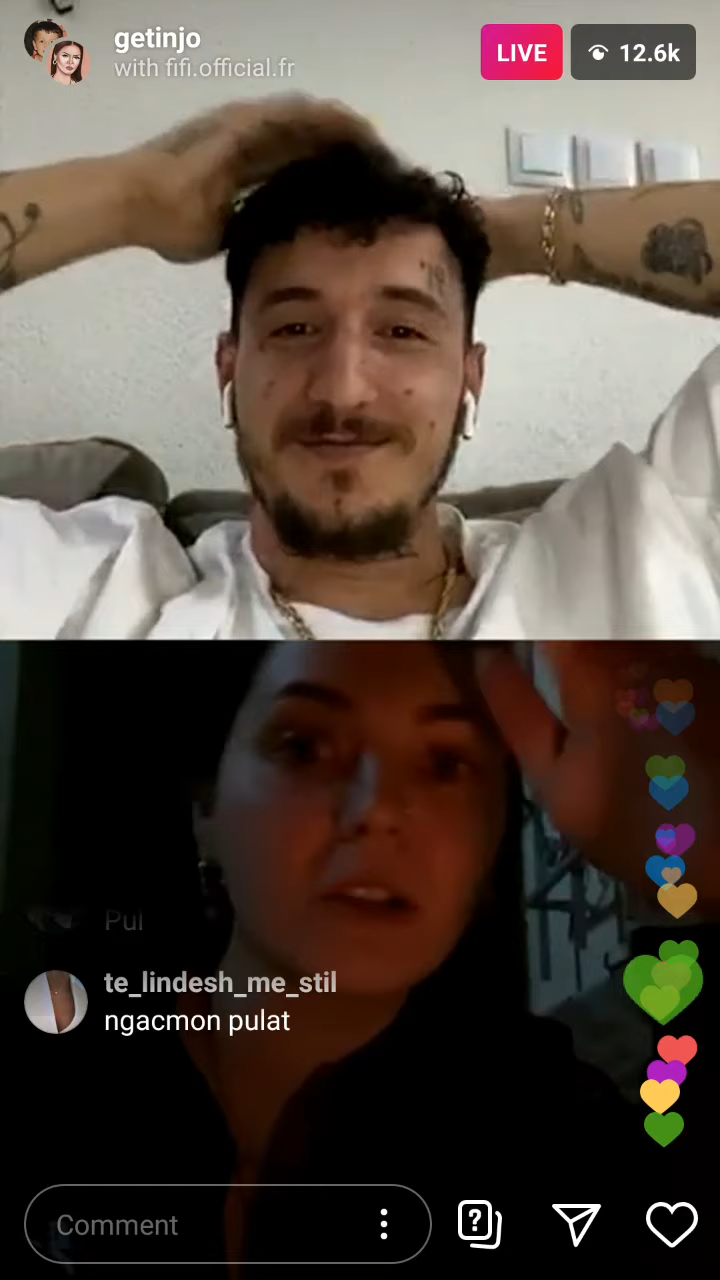 getinjo
with fifi.official.fr
LIVE
12.6k
Pul
te_lindesh_me_stil
ngacmon pulat
Comment